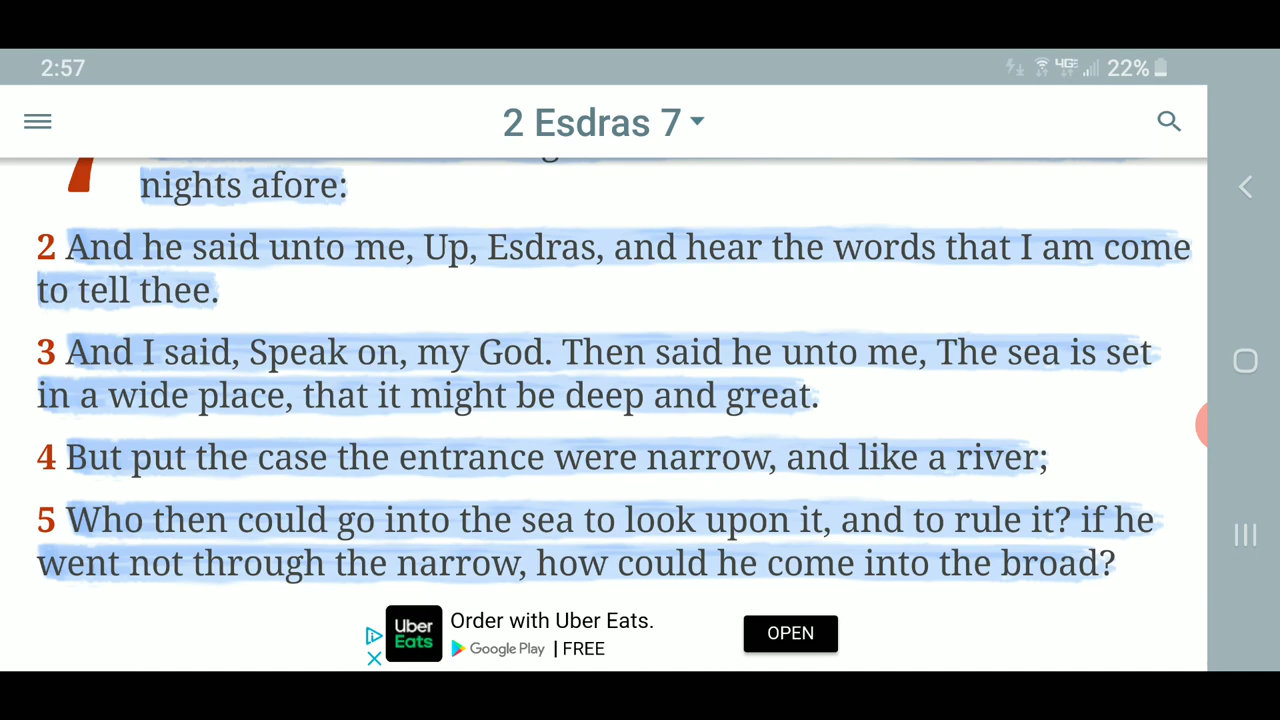 2:57
4G
22%
2 Esdras 7
7
nights afore:
2 And he said unto me, Up, Esdras, and hear the words that I am come
to tell thee.
3 And I said, Speak on, my God. Then said he unto me, The sea is set
in a wide place, that it might be deep and great.
4 But put the case the entrance were narrow, and like a river;
5 Who then could go into the sea to look upon it, and to rule it? if he
went not through the narrow, how could he come into the broad?
Uber
Eats
Order with Uber Eats.
Google Play | FREE
OPEN